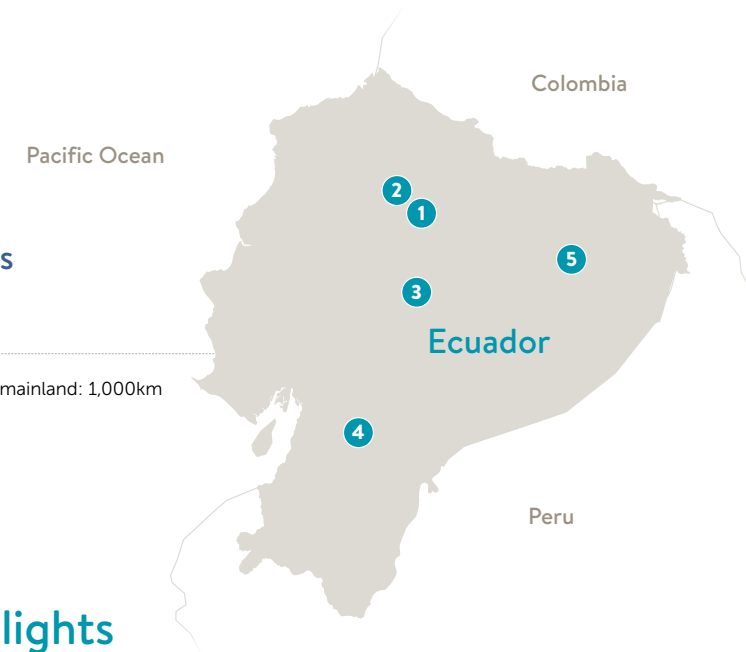 Colombia
Pacific Ocean
2
1
s
5
3
Ecuador
mainland: 1,000km
4
Peru
lights